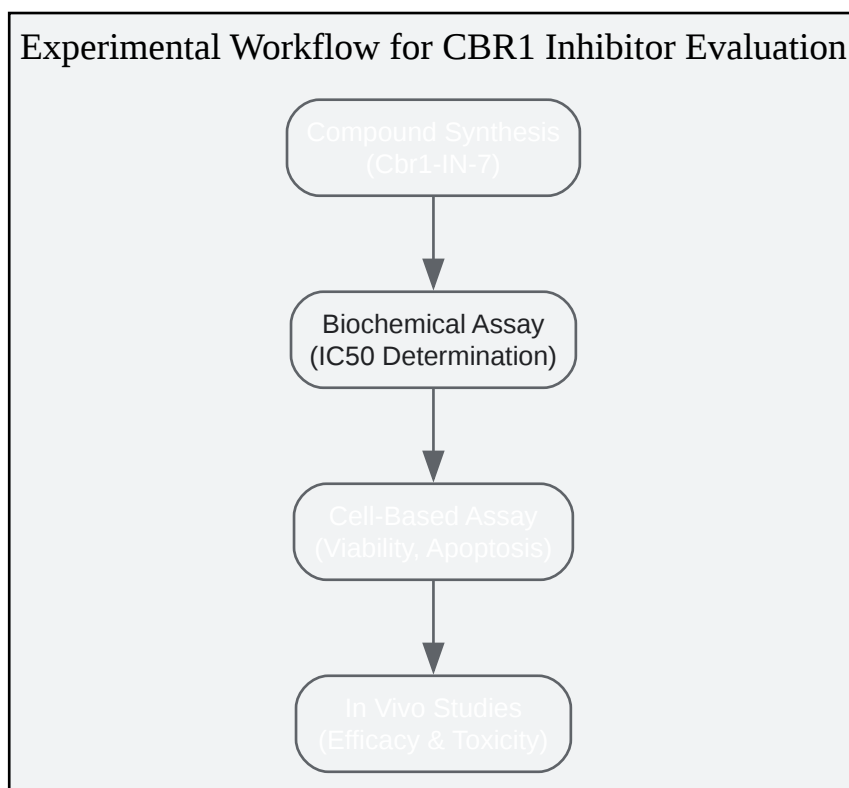 Experimental Workflow for CBR1 Inhibitor Evaluation
Compound Synthesis
(Cbr1-IN-7)
Biochemical Assay
(IC50 Determination)
Cell-Based Assay
(Viability, Apoptosis)
In Vivo Studies
(Efficacy & Toxicity)